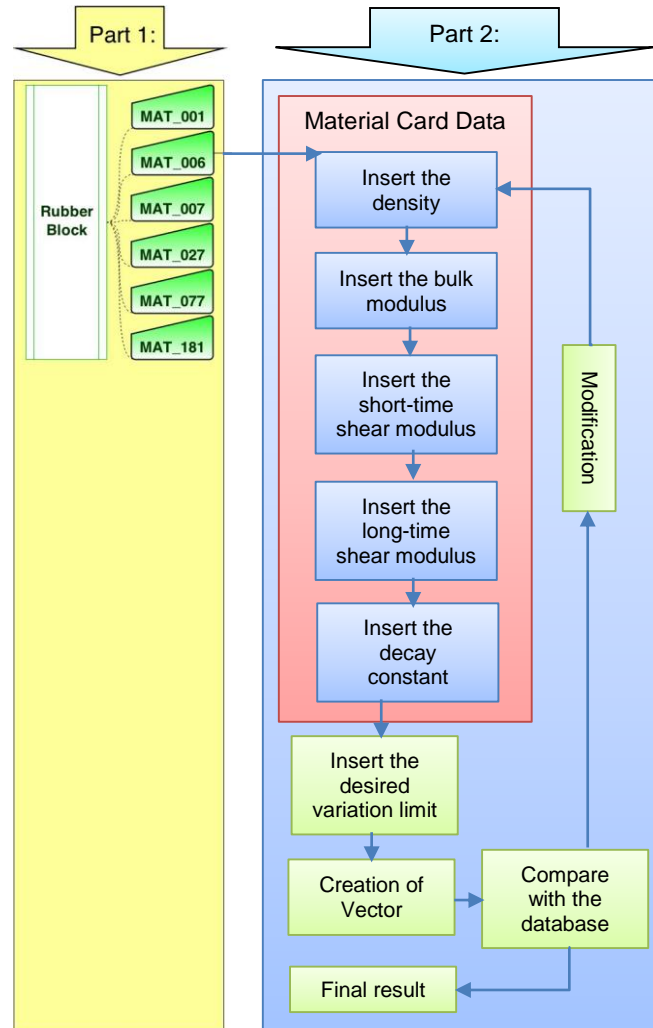 Part 1:
Part 2:
Rubber
Block
MAT_001
MAT_006
MAT_007
MAT_027
MAT_077
MAT_181
Material Card Data
Insert the
density
Insert the bulk
modulus
Insert the
short-time
shear modulus
Insert the
long-time
shear modulus
Insert the
decay
constant
Modification
Insert the
desired
variation limit
Creation of
Vector
Compare
with the
database
Final result